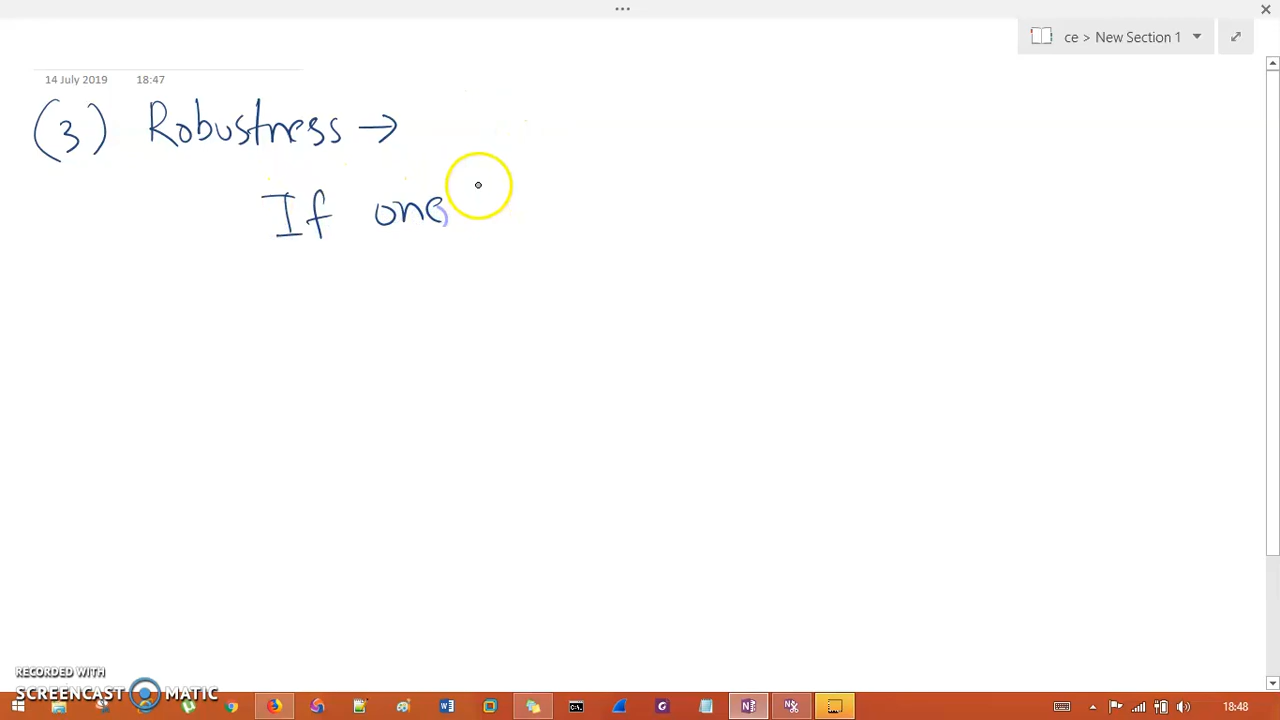 ce > New Section 1
14 July 2019 18:47
(3) Robustness →
If one
RECORDED WITH
SCREENCAST MATIC
18:48